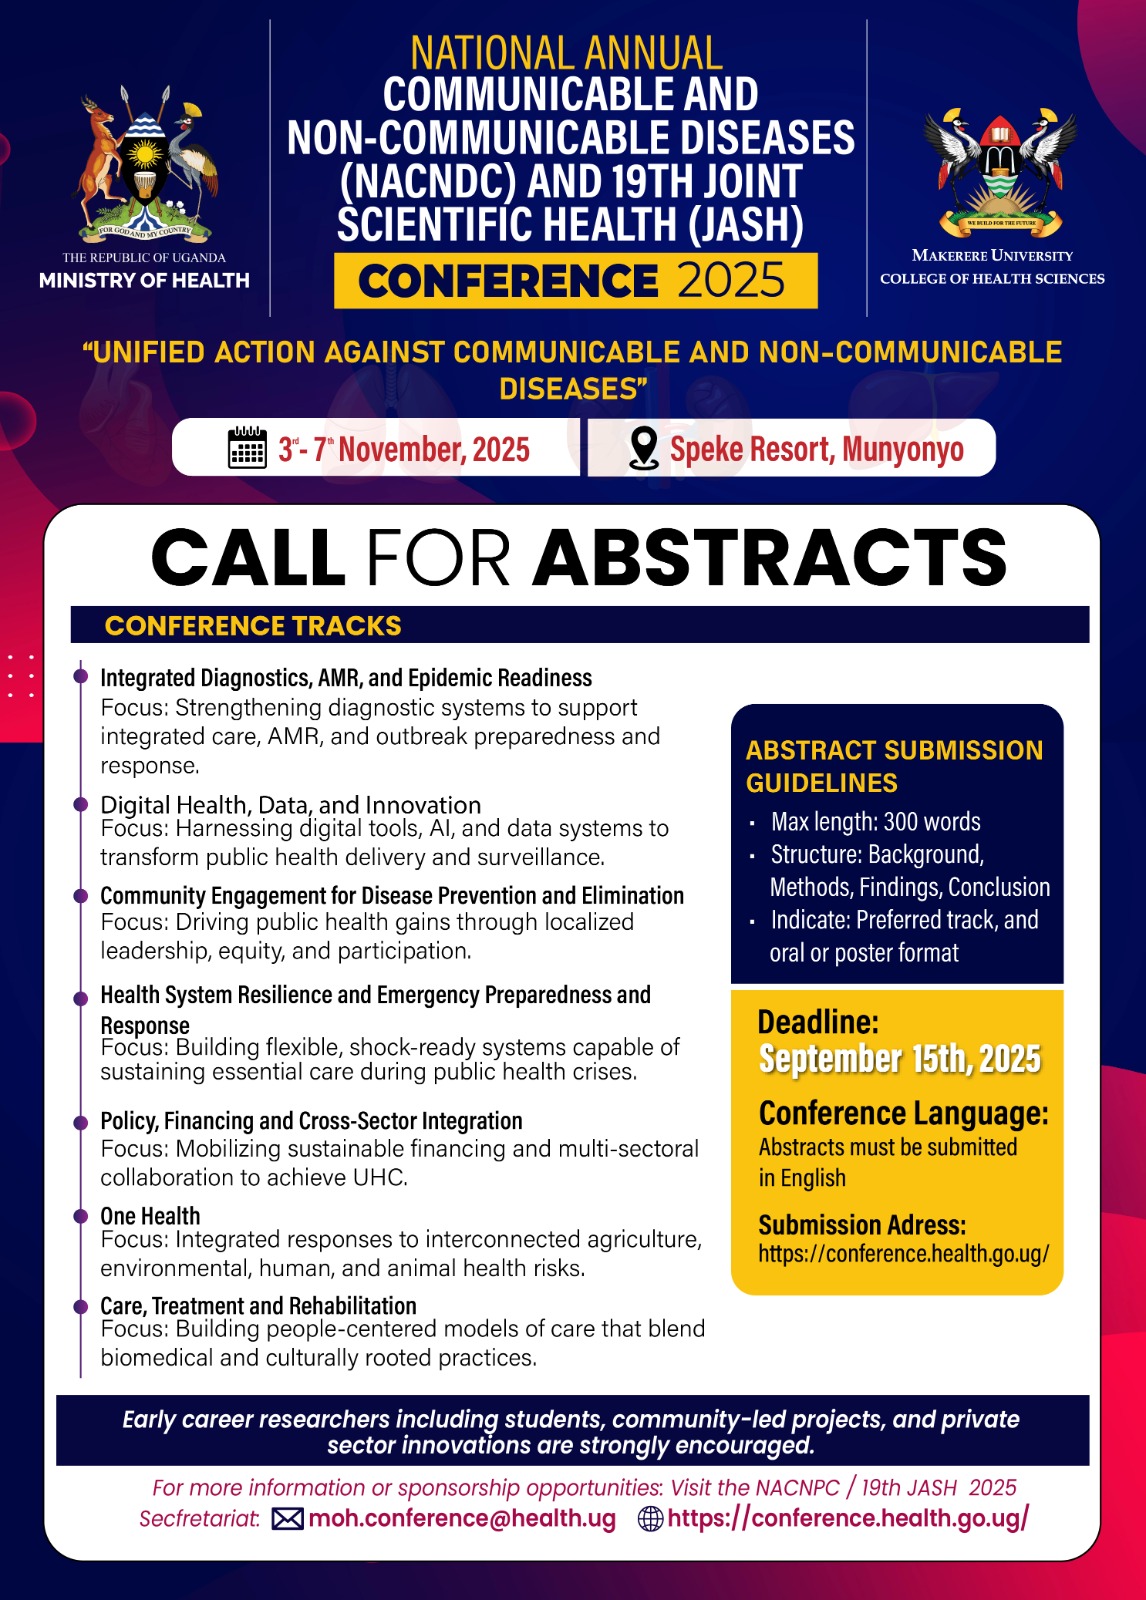 NATIONAL ANNUAL
COMMUNICABLE AND
NON-COMMUNICABLE DISEASES
(NACNDC) AND 19TH JOINT
SCIENTIFIC HEALTH (JASH)
CONFERENCE 2025
FOR GOD AND MY COUNTRY
THE REPUBLIC OF UGANDA
MINISTRY OF HEALTH
WE BUILD FOR THE FUTURE
MAKERERE UNIVERSITY
COLLEGE OF HEALTH SCIENCES
“UNIFIED ACTION AGAINST COMMUNICABLE AND NON-COMMUNICABLE
DISEASES”
3rd - 7th November, 2025
Speke Resort, Munyonyo
CALL FOR ABSTRACTS
CONFERENCE TRACKS
Integrated Diagnostics, AMR, and Epidemic Readiness
Focus: Strengthening diagnostic systems to support
integrated care, AMR, and outbreak preparedness and
response.
Digital Health, Data, and Innovation
Focus: Harnessing digital tools, AI, and data systems to
transform public health delivery and surveillance.
Community Engagement for Disease Prevention and Elimination
Focus: Driving public health gains through localized
leadership, equity, and participation.
Health System Resilience and Emergency Preparedness and
Response
Focus: Building flexible, shock-ready systems capable of
sustaining essential care during public health crises.
Policy, Financing and Cross-Sector Integration
Focus: Mobilizing sustainable financing and multi-sectoral
collaboration to achieve UHC.
One Health
Focus: Integrated responses to interconnected agriculture,
environmental, human, and animal health risks.
Care, Treatment and Rehabilitation
Focus: Building people-centered models of care that blend
biomedical and culturally rooted practices.
ABSTRACT SUBMISSION
GUIDELINES
· Max length: 300 words
· Structure: Background,
Methods, Findings, Conclusion
· Indicate: Preferred track, and
oral or poster format
Deadline:
September 15th, 2025
Conference Language:
Abstracts must be submitted
in English
Submission Adress:
https://conference.health.go.ug/
Early career researchers including students, community-led projects, and private
sector innovations are strongly encouraged.
For more information or sponsorship opportunities: Visit the NACNPC / 19th JASH 2025
Secfretariat: moh.conference@health.ug https://conference.health.go.ug/